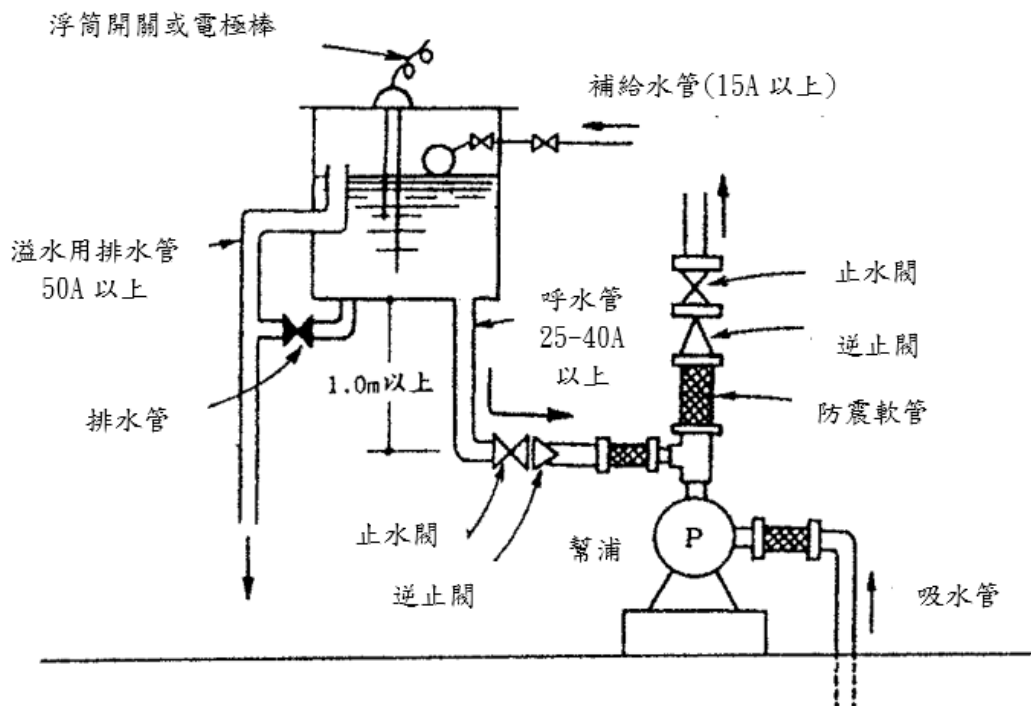 浮筒開關或電極棒
補給水管(15A 以上)
溢水用排水管
50A 以上
止水閥
呼水管
25-40A
以上
逆止閥
1.0m以上
排水管
防震軟管
止水閥
幫浦
P
逆止閥
吸水管